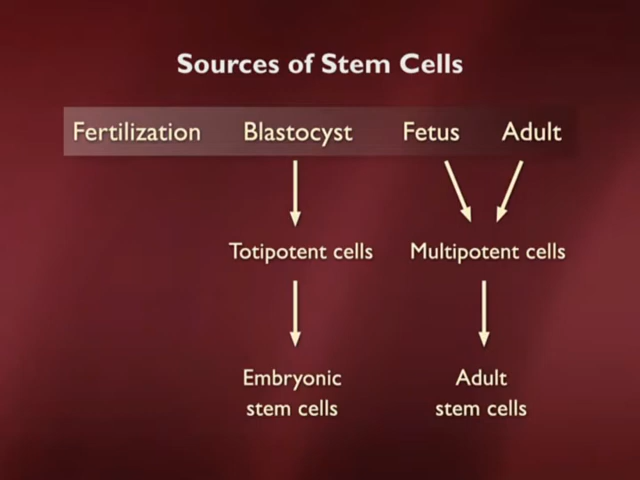 Sources of Stem Cells
Fertilization Blastocyst Fetus Adult
Totipotent cells Multipotent cells
Embryonic
stem cells
Adult
stem cells